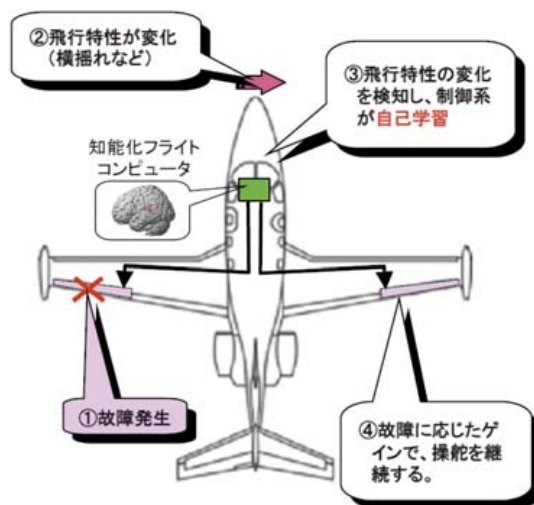 ②飛行特性が変化
(横揺れなど)
③飛行特性の変化
を検知し、制御系
が自己学習
知能化フライト
コンピュータ
①故障発生
④故障に応じたゲ
インで、操舵を継
続する。